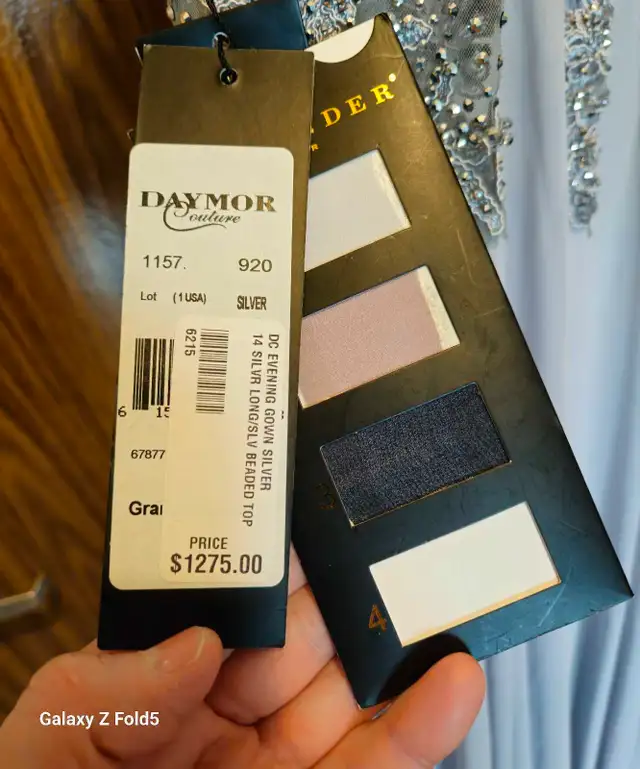 DAYMOR
Couture
1157. 920
Lot (1 USA) SILVER
6 15
67877
Gra
6215
DC EVENING GOWN SILVER
14 SILVR LONG/SLV BEADED TOP
PRICE
$1275.00
DER®
4
Galaxy Z Fold5